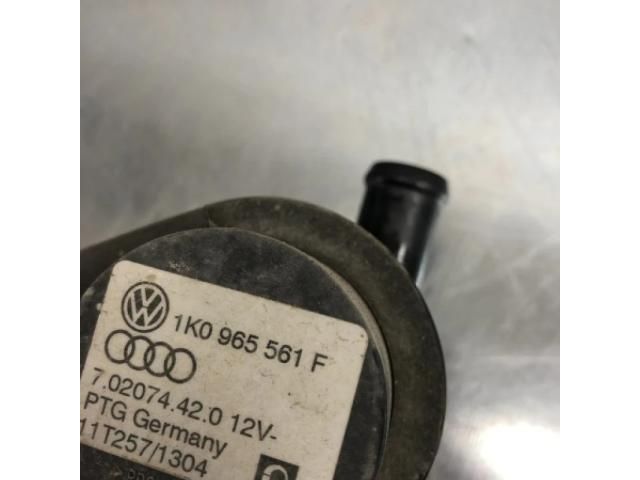 1K0 965 561 F
7.02074.42.0 12V-
PTG Germany
11T257/1304